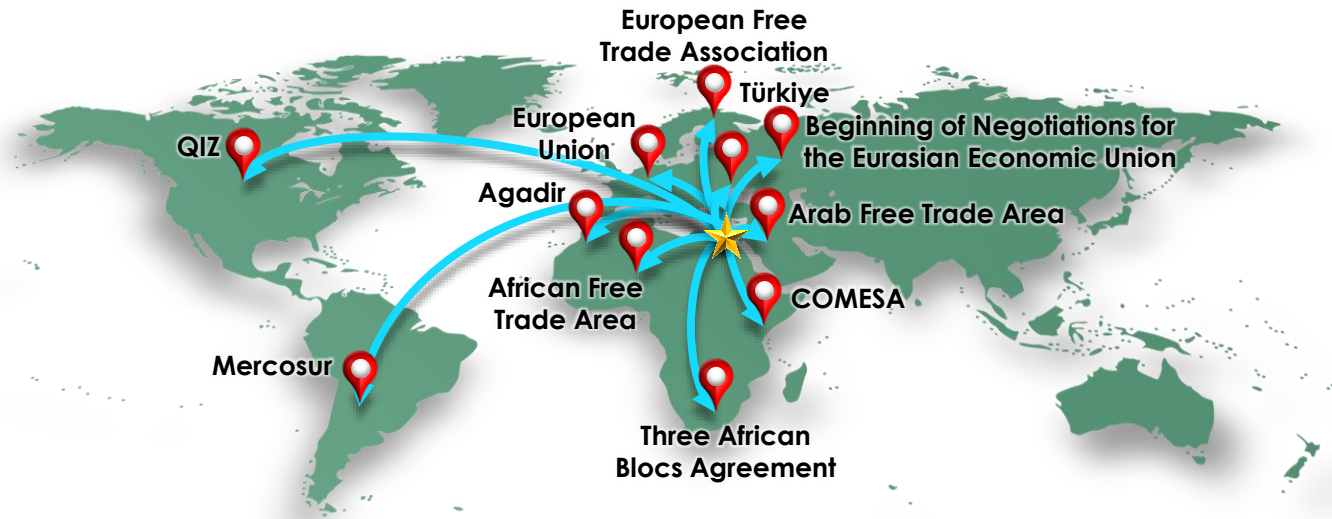 European Free
Trade Association
Türkiye
QIZ
European
Union
Beginning of Negotiations for
the Eurasian Economic Union
Agadir
Arab Free Trade Area
African Free
Trade Area
COMESA
Mercosur
Three African
Blocs Agreement